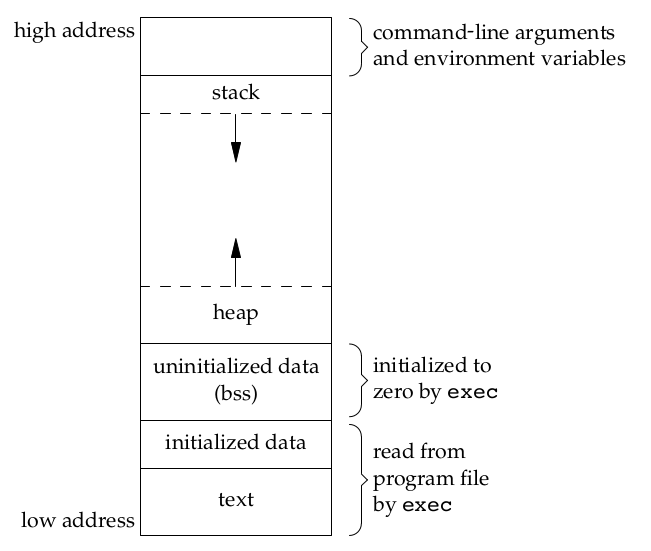 high address
command-line arguments
and environment variables
stack
heap
uninitialized data
(bss)
initialized to
zero by exec
initialized data
read from
program file
by exec
text
low address